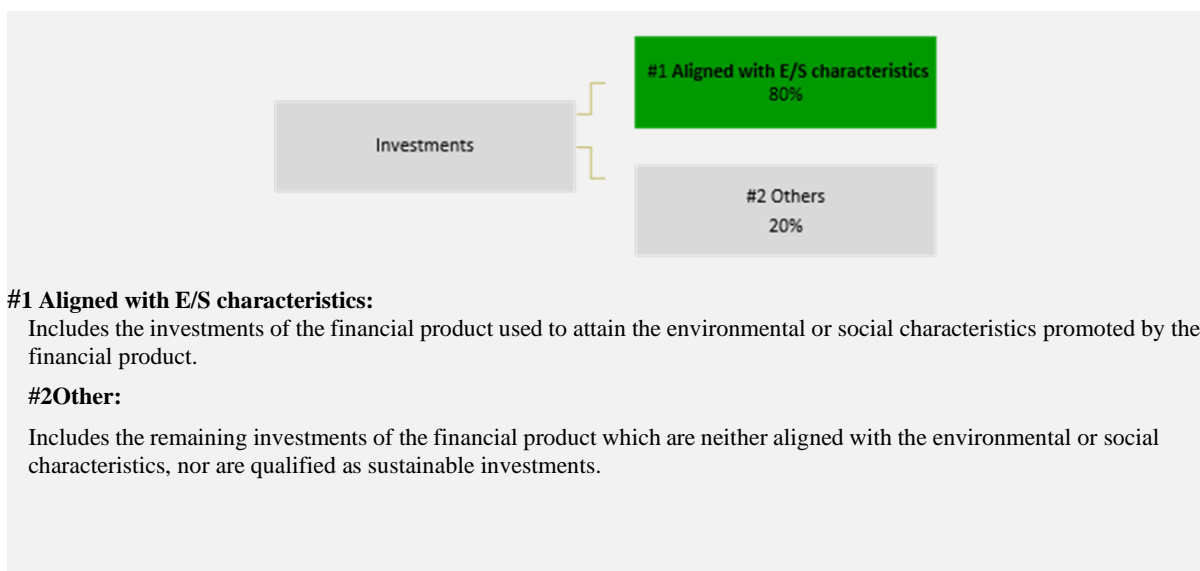 #1 Aligned with E/S characteristics
80%
Investments
#2 Others
20%
#1 Aligned with E/S characteristics:
Includes the investments of the financial product used to attain the environmental or social characteristics promoted by the
financial product.
#2Other:
Includes the remaining investments of the financial product which are neither aligned with the environmental or social
characteristics, nor are qualified as sustainable investments.